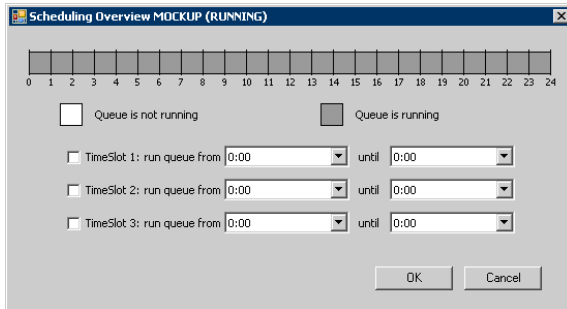 Scheduling Overview MOCKUP (RUNNING)
0 1 2 3 4 5 6 7 8 9 10 11 12 13 14 15 16 17 18 19 20 21 22 23 24
Queue is not running Queue is running
TimeSlot 1: run queue from 0:00 until 0:00
TimeSlot 2: run queue from 0:00 until 0:00
TimeSlot 3: run queue from 0:00 until 0:00
OK Cancel